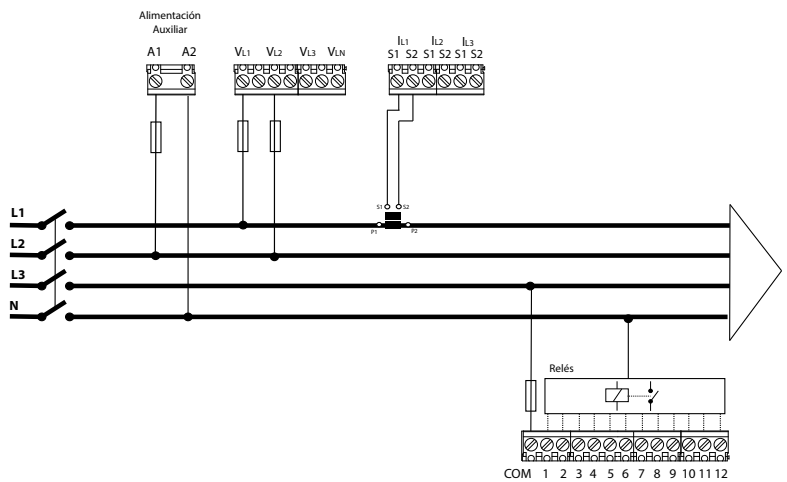 Alimentación
Auxiliar
A1 A2
VL1 VL2 VL3 VLN
IL1 IL2 IL3
S1 S2 S1 S2 S1 S2
S1 S2
L1
P1 P2
L2
L3
N
Relés
COM 1 2 3 4 5 6 7 8 9 10 11 12